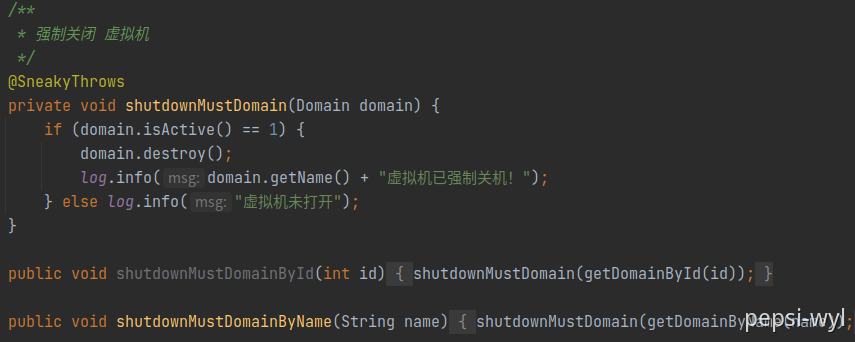 /**
 * 强制关闭 虚拟机
 */
@SneakyThrows
private void shutdownMustDomain(Domain domain) {
    if (domain.isActive() == 1) {
        domain.destroy();
        log.info( msg: domain.getName() + "虚拟机已强制关机！");
    } else log.info( msg: "虚拟机未打开");
}
public void shutdownMustDomainById(int id) { shutdownMustDomain(getDomainById(id)); }
public void shutdownMustDomainByName(String name) { shutdownMustDomain(getDomainByName(name));
pepsi-wyl